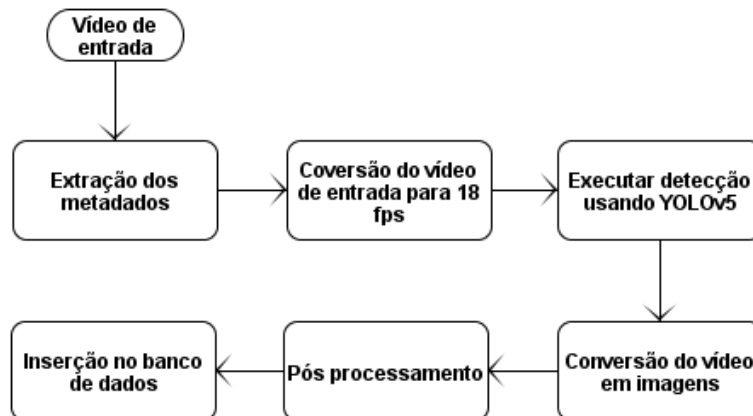 Vídeo de
entrada
Extração dos
metadados
Coversão do vídeo
de entrada para 18
fps
Executar detecção
usando YOLOv5
Conversão do vídeo
em imagens
Pós processamento
Inserção no banco
de dados